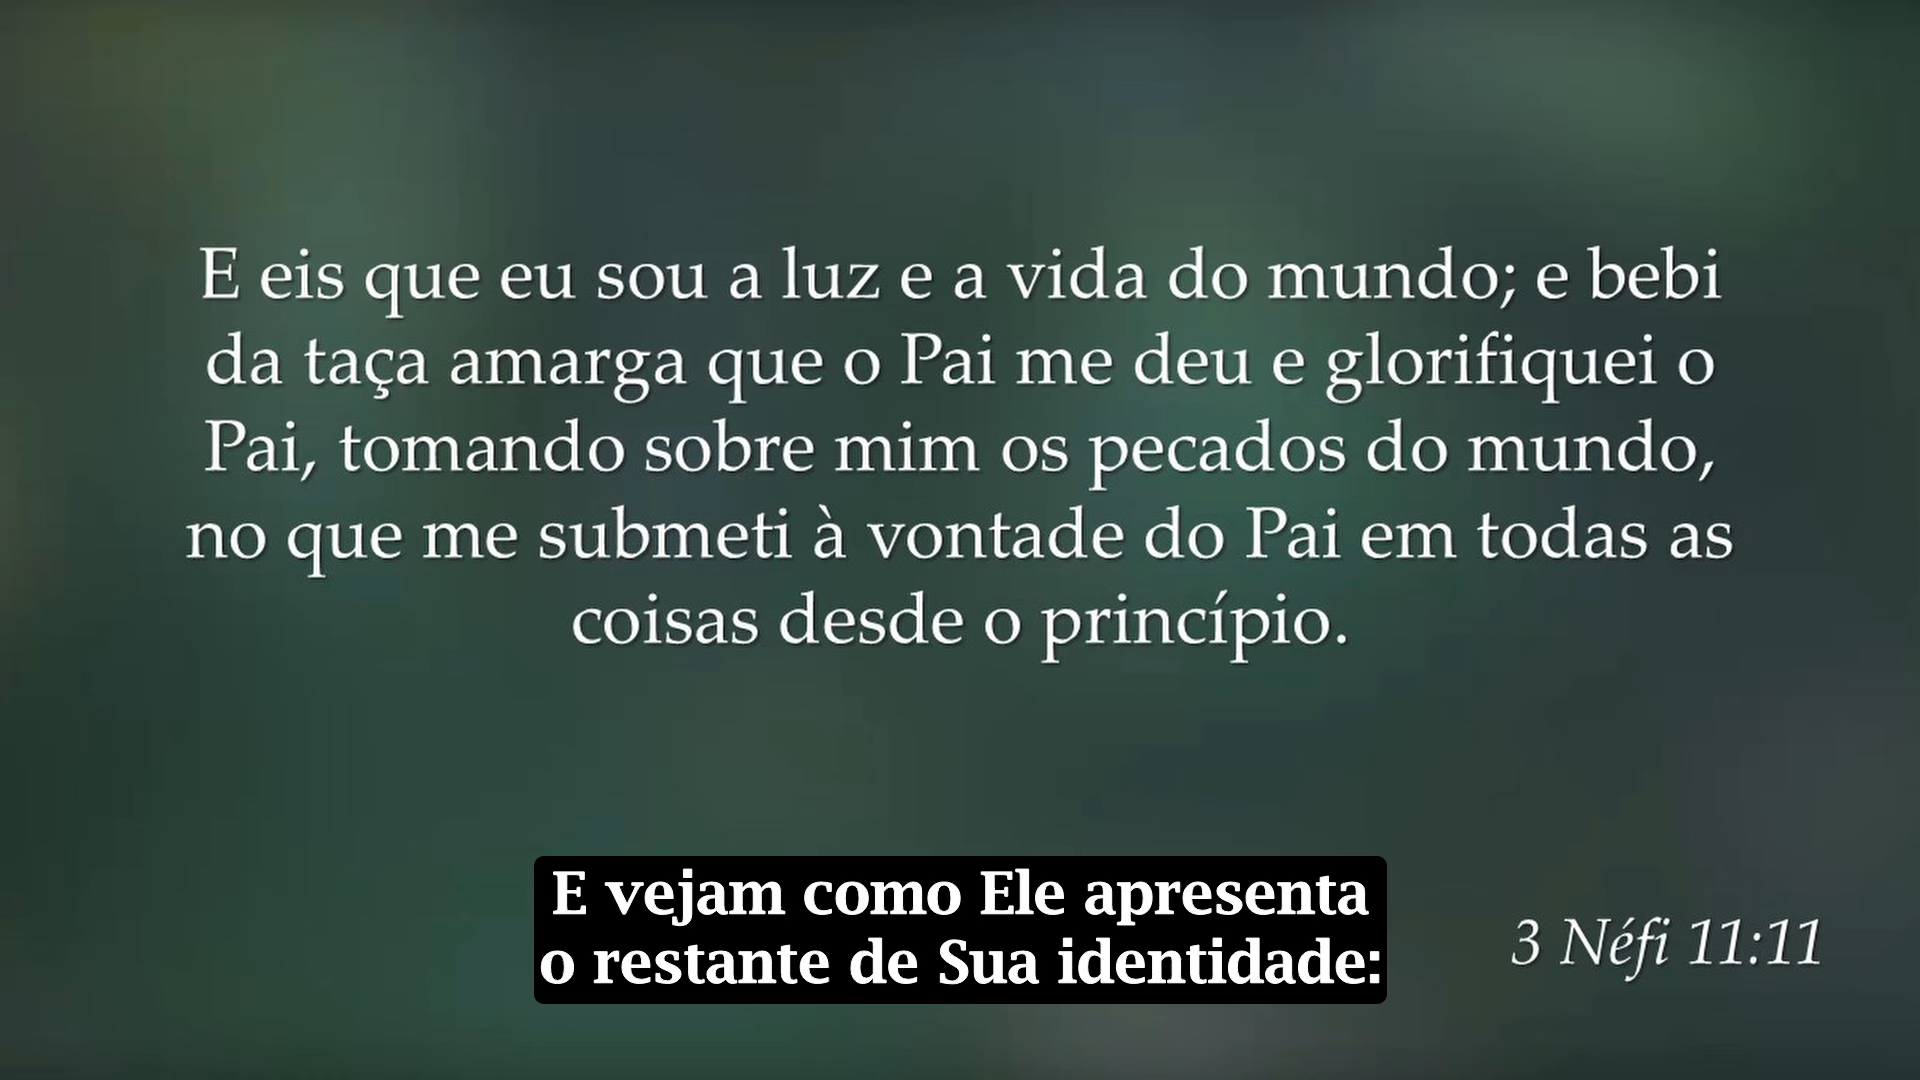 E eis que eu sou a luz e a vida do mundo; e bebi
da taça amarga que o Pai me deu e glorifiquei o
Pai, tomando sobre mim os pecados do mundo,
no que me submeti à vontade do Pai em todas as
coisas desde o princípio.
E vejam como Ele apresenta
o restante de Sua identidade:
3 Néfi 11:11